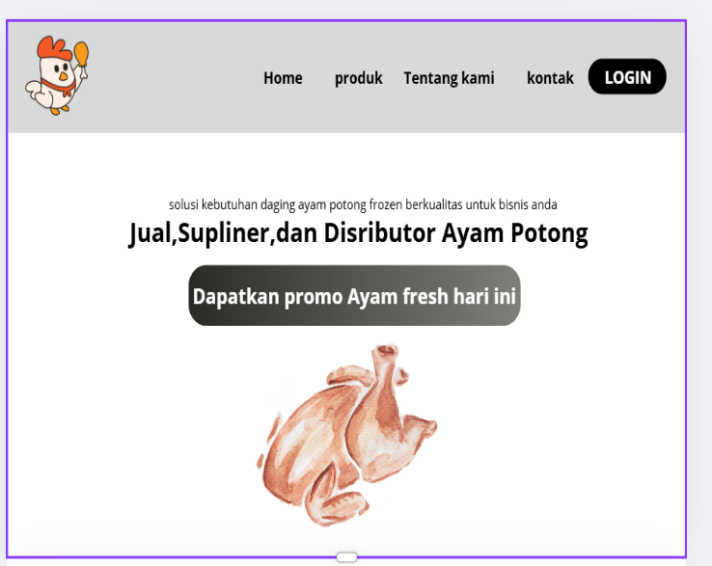 Home produk Tentang kami kontak LOGIN
solusi kebutuhan daging ayam potong frozen berkualitas untuk bisnis anda
Jual,Supliner,dan Disributor Ayam Potong
Dapatkan promo Ayam fresh hari ini